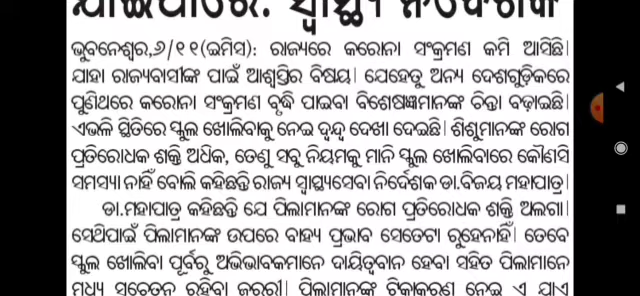 ଯାଇପାରେ: ସ୍ୱାସ୍ଥ୍ୟ ନିର୍ଦ୍ଦେଶକ
ଭୁବନେଶ୍ୱର,୬/୧୧(ଇମିସ): ରାଜ୍ୟରେ କରୋନା ସଂକ୍ରମଣ କମି ଆସିଛି।
ଯାହା ରାଜ୍ୟବାସୀଙ୍କ ପାଇଁ ଆଶ୍ୱସ୍ତିର ବିଷୟ। ଯେହେତୁ ଅନ୍ୟ ଦେଶଗୁଡ଼ିକରେ
ପୁଣିଥରେ କରୋନା ସଂକ୍ରମଣ ବୃଦ୍ଧି ପାଇବା ବିଶେଷଜ୍ଞମାନଙ୍କ ଚିନ୍ତା ବଢ଼ାଇଛି।
ଏଭଳି ସ୍ଥିତିରେ ସ୍କୁଲ ଖୋଲିବାକୁ ନେଇ ଦ୍ୱନ୍ଦ୍ୱ ଦେଖା ଦେଇଛି। ଶିଶୁମାନଙ୍କ ରୋଗ
ପ୍ରତିରୋଧକ ଶକ୍ତି ଅଧିକ, ତେଣୁ ସବୁ ନିୟମକୁ ମାନି ସ୍କୁଲ ଖୋଲିବାରେ କୌଣସି
ସମସ୍ୟା ନାହିଁ ବୋଲି କହିଛନ୍ତି ରାଜ୍ୟ ସ୍ୱାସ୍ଥ୍ୟସେବା ନିର୍ଦେଶକ ଡା.ବିଜୟ ମହାପାତ୍ର।
ଡା.ମହାପାତ୍ର କହିଛନ୍ତି ଯେ ପିଲାମାନଙ୍କ ରୋଗ ପ୍ରତିରୋଧକ ଶକ୍ତି ଅଲଗା।
ସେଥିପାଇଁ ପିଲାମାନଙ୍କ ଉପରେ ବାହ୍ୟ ପ୍ରଭାବ ସେତେଟା ରୁହେନାହିଁ। ତେବେ
ସ୍କୁଲ ଖୋଲିବା ପୂର୍ବରୁ ଅଭିଭାବକମାନେ ଦାୟିତ୍ୱବାନ ହେବା ସହିତ ପିଲାମାନେ
ମଧ୍ୟ ସଚେତନ ରହିବା ଜରୁରୀ। ପିଲାମାନଙ୍କ ଟିକାକରଣ ନେଇ ଏ ଯାଏ